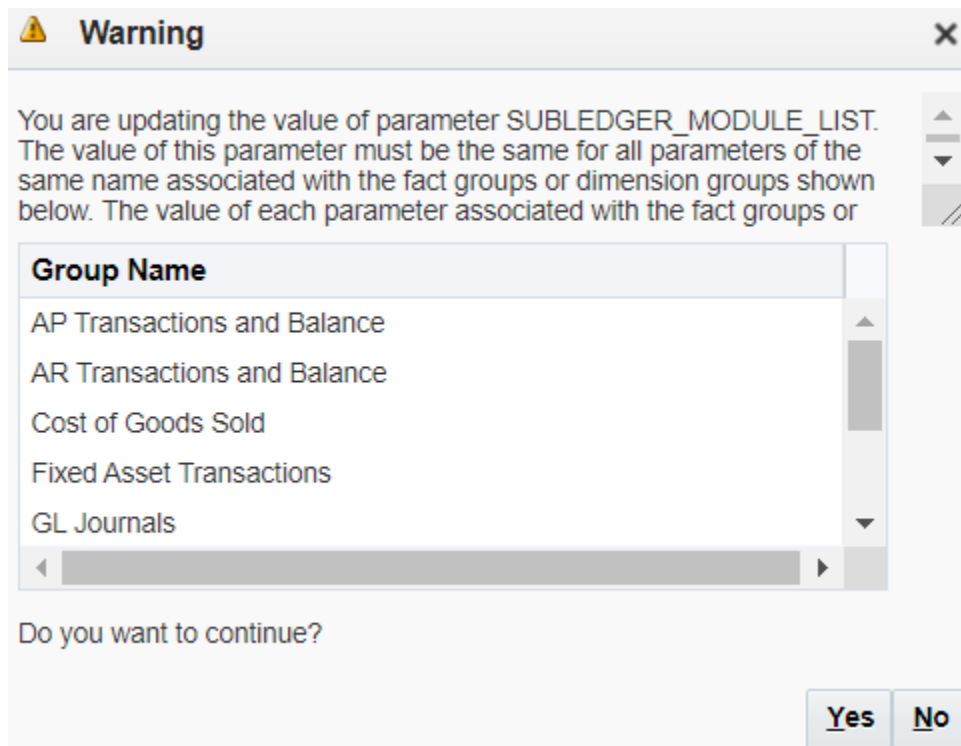 Warning
You are updating the value of parameter SUBLEDGER_MODULE_LIST.
The value of this parameter must be the same for all parameters of the
same name associated with the fact groups or dimension groups shown
below. The value of each parameter associated with the fact groups or
Group Name
AP Transactions and Balance
AR Transactions and Balance
Cost of Goods Sold
Fixed Asset Transactions
GL Journals
Do you want to continue?
Yes No